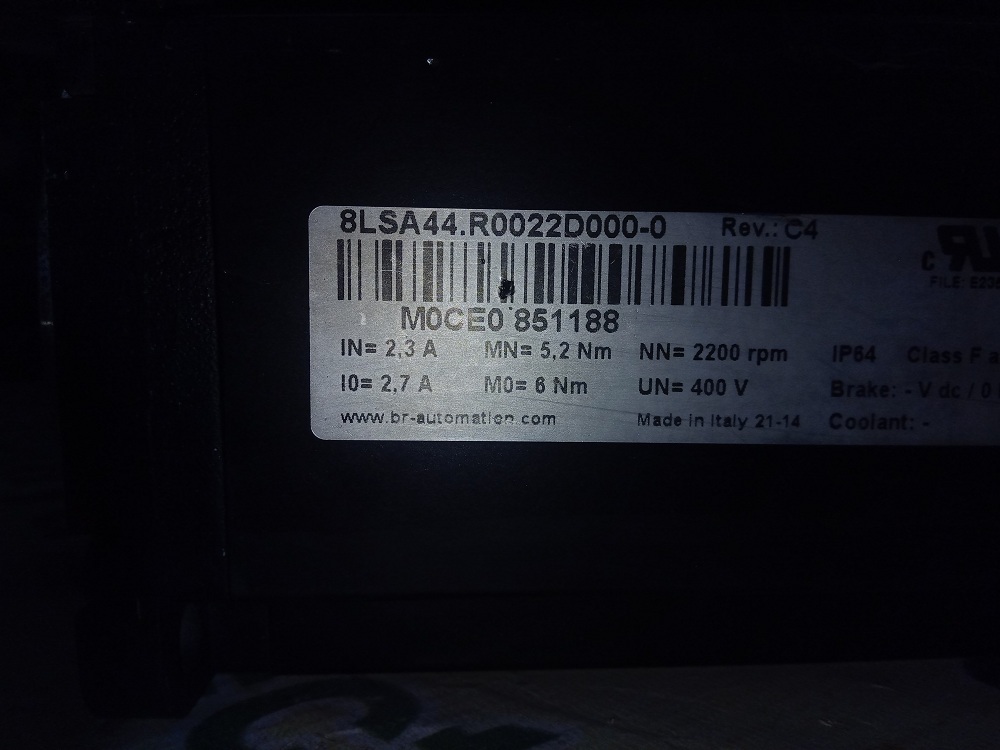 8LSA44.R0022D000-0 Rev.: C4
M0CE0 851188
IN= 2,3 A MN= 5,2 Nm NN= 2200 rpm IP64 Class F
I0= 2,7 A M0= 6 Nm UN= 400 V Brake: - V dc /
www.br-automation.com Made in Italy 21-14 Coolant: -
C
FILE: